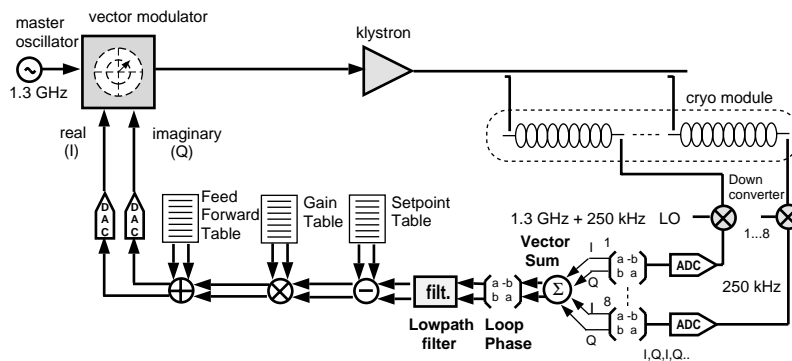 vector modulator
master
oscillator
klystron
1.3 GHz
cryo module
real
(I)
imaginary
(Q)
Down
converter
DAC
DAC
Feed
Forward
Table
Gain
Table
Setpoint
Table
1.3 GHz + 250 kHz LO
1...8
Vector
Sum
I 1
Q
a -b
b a
ADC
250 kHz
filt.
a -b
b a
Σ
I 8
Q
a -b
b a
ADC
Lowpath
filter
Loop
Phase
I,Q,I,Q..